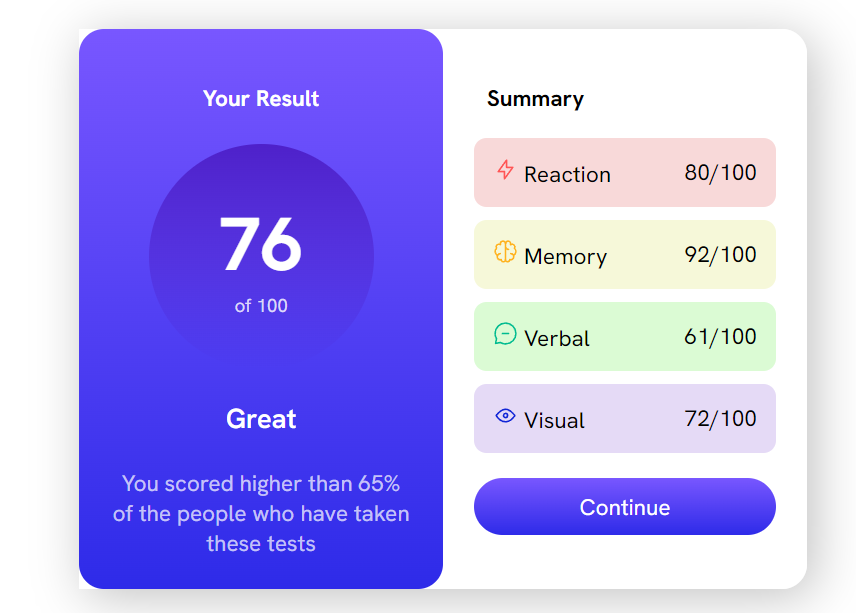 Your Result
76
of 100
Great
You scored higher than 65%
of the people who have taken
these tests
Summary
Reaction 80/100
Memory 92/100
Verbal 61/100
Visual 72/100
Continue